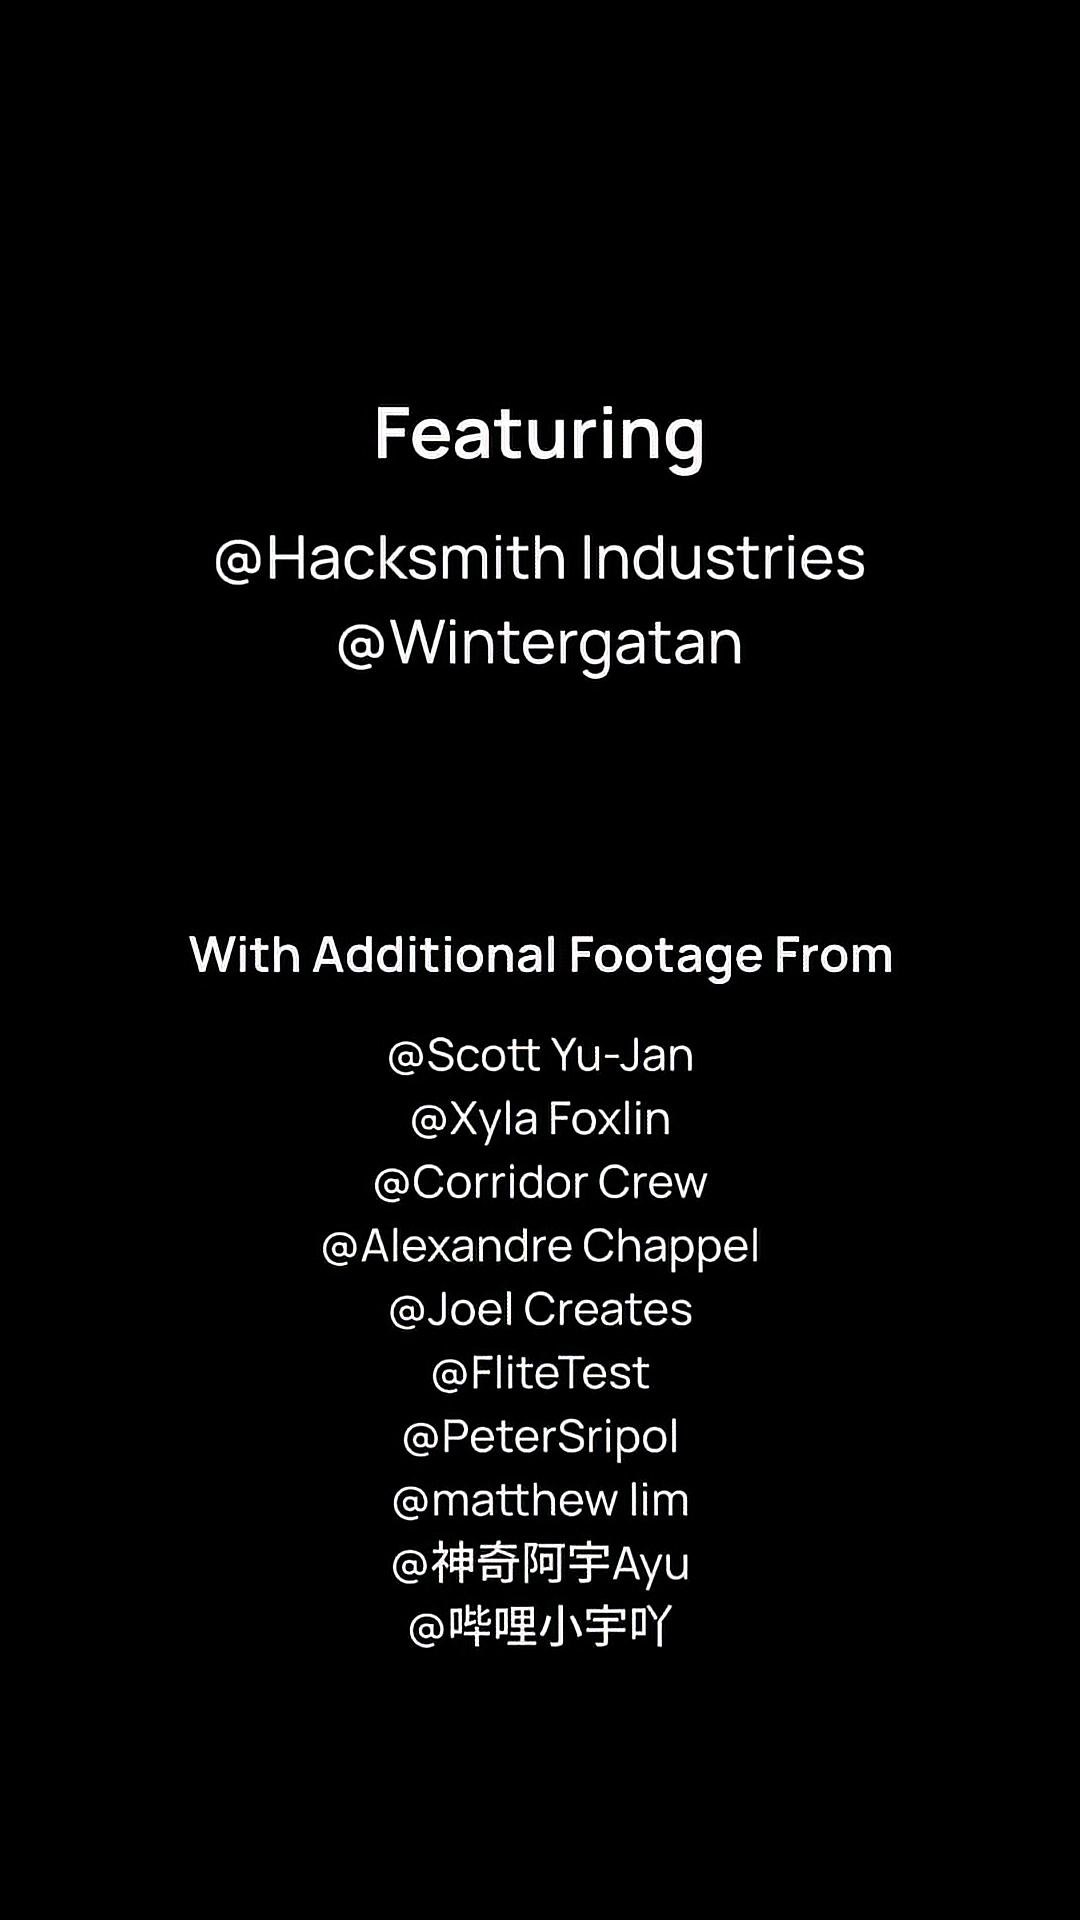 Featuring
@Hacksmith Industries
@Wintergatan
With Additional Footage From
@Scott Yu-Jan
@Xyla Foxlin
@Corridor Crew
@Alexandre Chappel
@Joel Creates
@FliteTest
@PeterSripol
@matthew lim
@神奇阿宇Ayu
@哔哩小宇吖